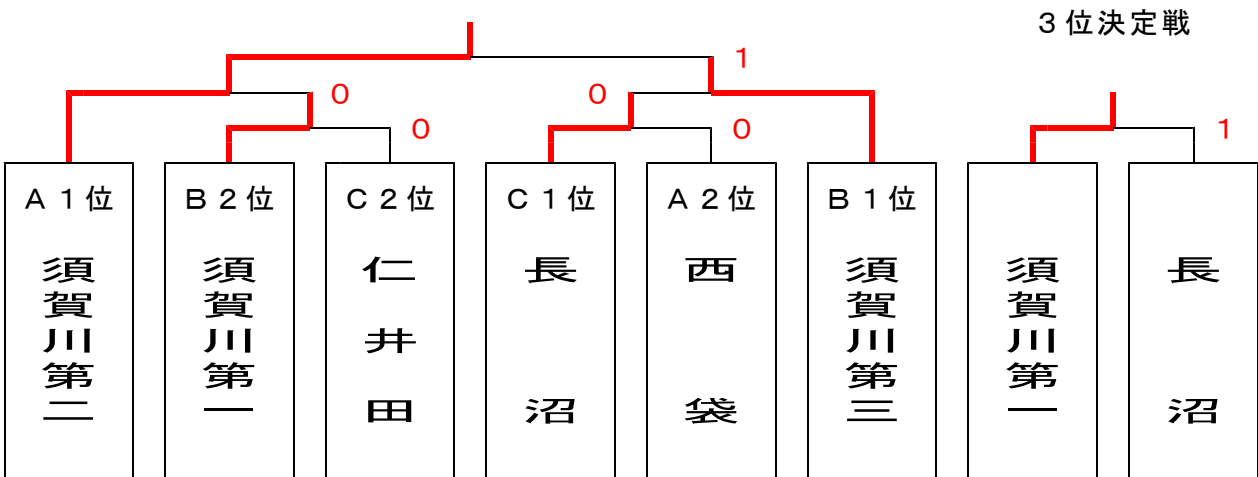 3位決定戦
1
0
0
0
0
1
A1位
B2位
C2位
C1位
A2位
B1位
須賀川第二
須賀川第一
仁井田
長沼
西袋
須賀川第三
須賀川第一
長沼